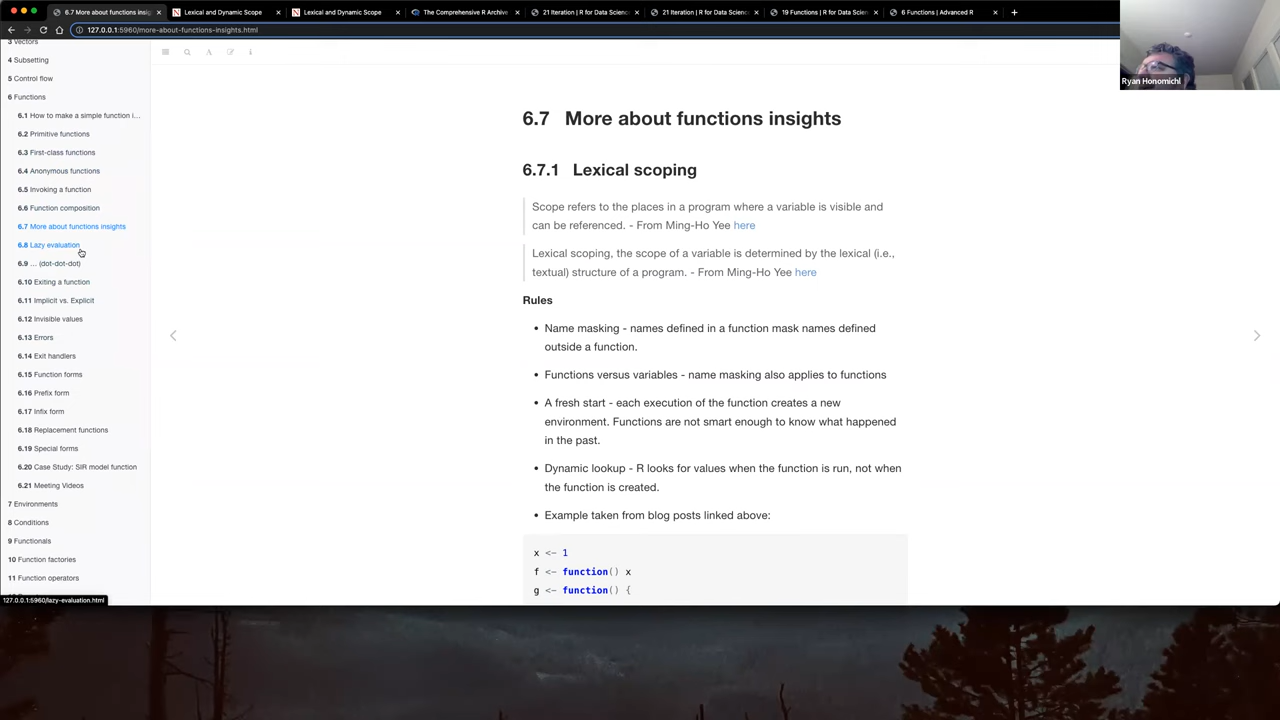 6.7 More about functions insig
Lexical and Dynamic Scope
Lexical and Dynamic Scope
The Comprehensive R Archive
21 Iteration | R for Data Scienc
21 Iteration | R for Data Scienc
19 Functions | R for Data Scien
6 Functions | Advanced R
127.0.0.1:5960/more-about-functions-insights.html
Ryan Honomichl
3 Vectors
4 Subsetting
5 Control flow
6 Functions
6.1 How to make a simple function i...
6.2 Primitive functions
6.3 First-class functions
6.4 Anonymous functions
6.5 Invoking a function
6.6 Function composition
6.7 More about functions insights
6.8 Lazy evaluation
6.9 ... (dot-dot-dot)
6.10 Exiting a function
6.11 Implicit vs. Explicit
6.12 Invisible values
6.13 Errors
6.14 Exit handlers
6.15 Function forms
6.16 Prefix form
6.17 Infix form
6.18 Replacement functions
6.19 Special forms
6.20 Case Study: SIR model function
6.21 Meeting Videos
7 Environments
8 Conditions
9 Functionals
10 Function factories
11 Function operators
127.0.0.1:5960/lazy-evaluation.html
6.7 More about functions insights
6.7.1 Lexical scoping
Scope refers to the places in a program where a variable is visible and
can be referenced. - From Ming-Ho Yee here
Lexical scoping, the scope of a variable is determined by the lexical (i.e.,
textual) structure of a program. - From Ming-Ho Yee here
Rules
• Name masking - names defined in a function mask names defined
outside a function.
• Functions versus variables - name masking also applies to functions
• A fresh start - each execution of the function creates a new
environment. Functions are not smart enough to know what happened
in the past.
• Dynamic lookup - R looks for values when the function is run, not when
the function is created.
• Example taken from blog posts linked above:
x <- 1
f <- function() x
g <- function() {